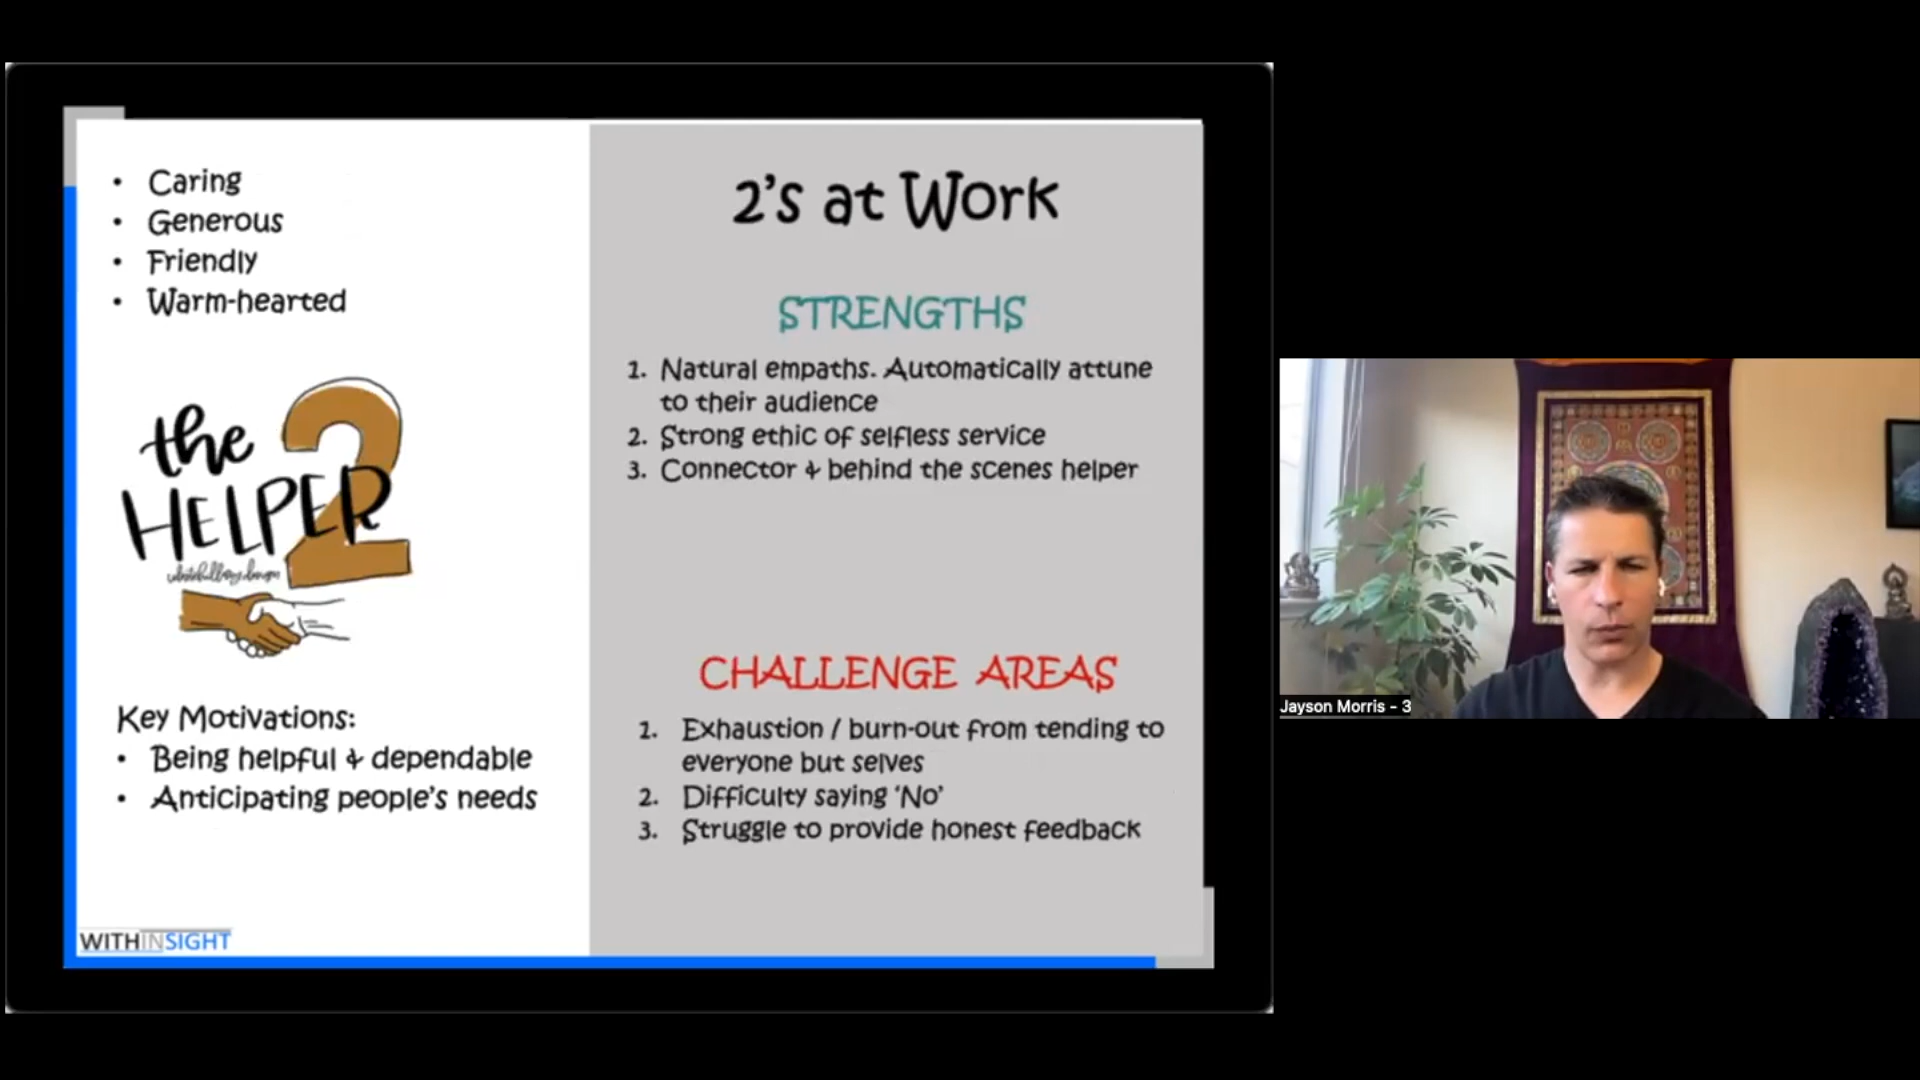 • Caring
• Generous
• Friendly
• Warm-hearted
the
HELPER
2
Key Motivations:
• Being helpful & dependable
• Anticipating people's needs
WITHINSIGHT
2's at Work
STRENGTHS
1. Natural empaths. Automatically attune
to their audience
2. Strong ethic of selfless service
3. Connector & behind the scenes helper
CHALLENGE AREAS
1. Exhaustion / burn-out from tending to
everyone but selves
2. Difficulty saying 'No'
3. Struggle to provide honest feedback
Jayson Morris - 3